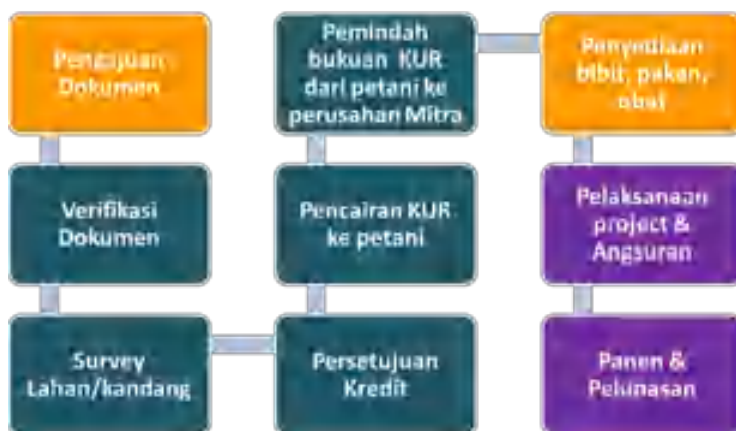 Pengajuan
Dokumen
Verifikasi
Dokumen
Survey
Lahan/kandang
Persetujuan
Kredit
Pencairan KUR
ke petani
Pemindah
bukuan KUR
dari petani ke
perusahan Mitra
Penyediaan
bibit, pakan,
obat
Pelaksanaan
project &
Angsuran
Panen &
Pelunasan